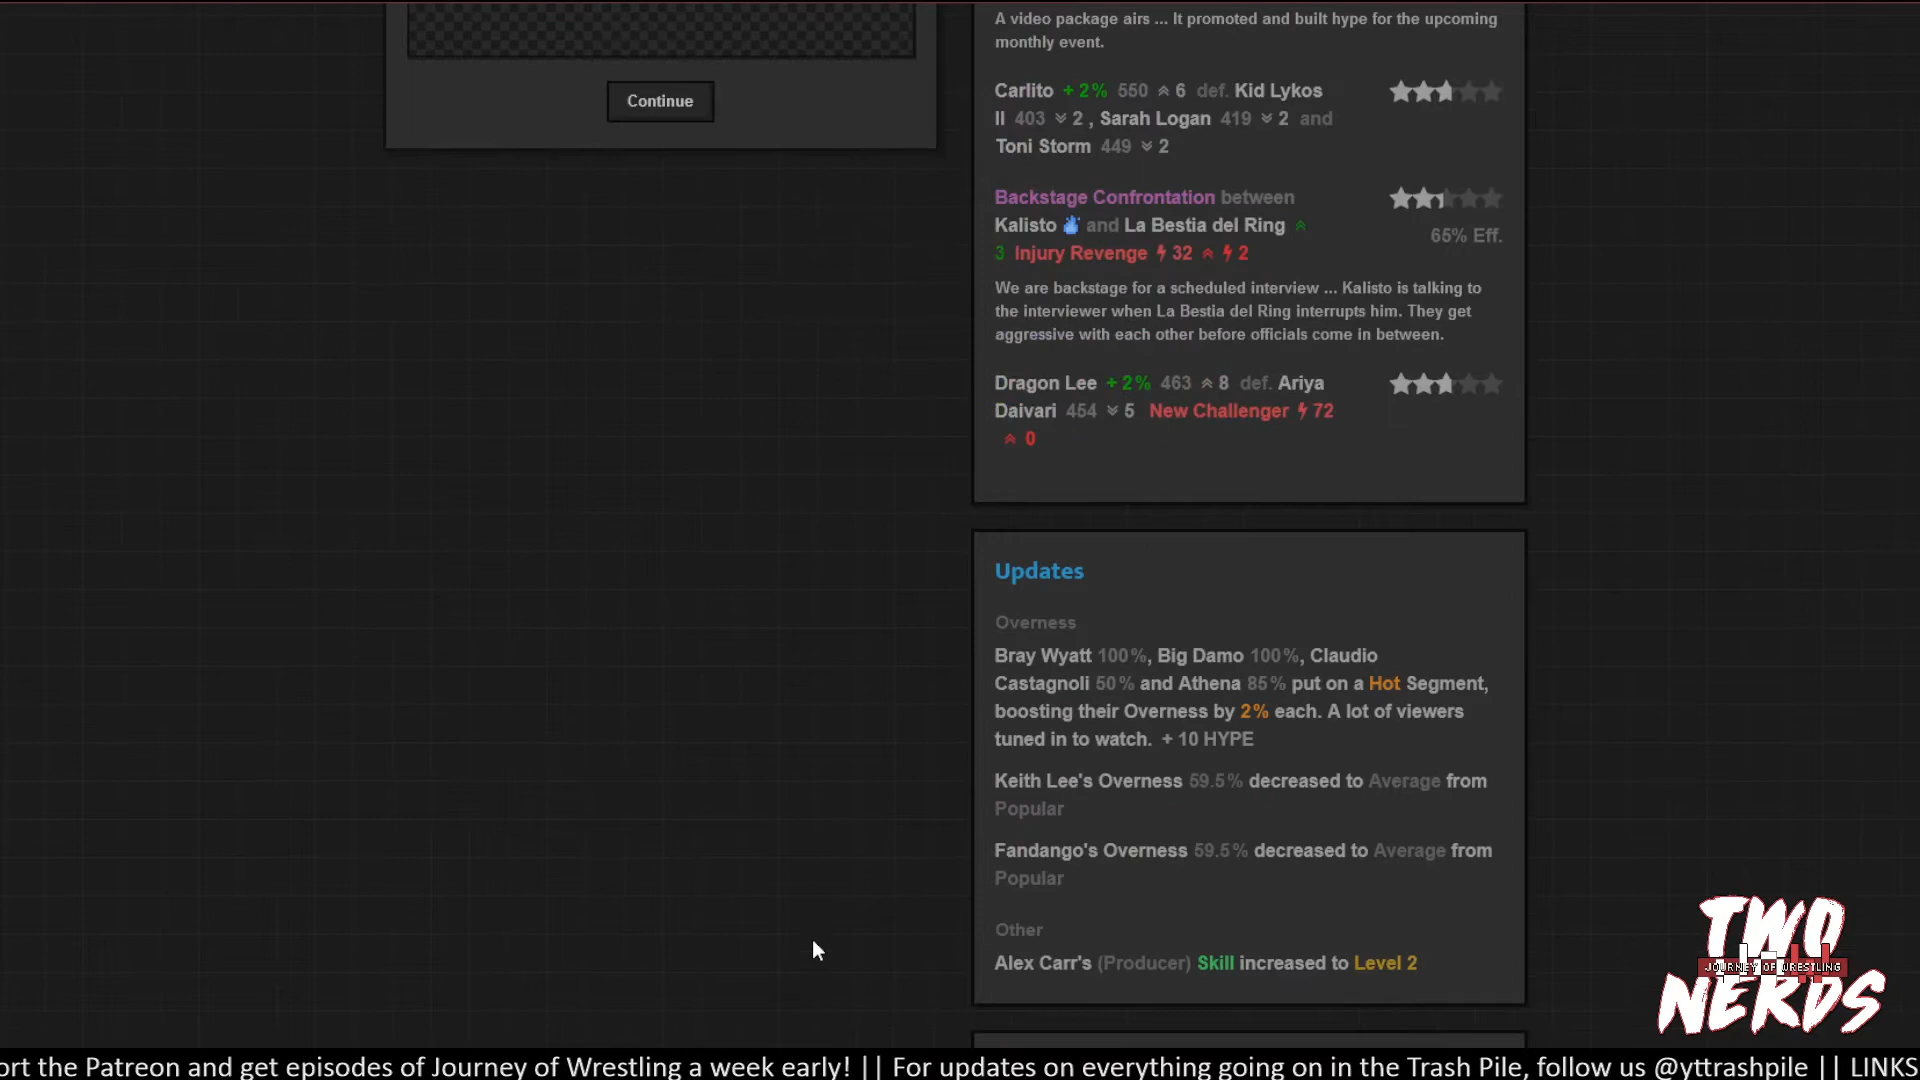 Continue
A video package airs ... It promoted and built hype for the upcoming
monthly event.
Carlito +2% 550 6 def. Kid Lykos
II 403 2 , Sarah Logan 419 2 and
Toni Storm 449 2
Backstage Confrontation between
Kalisto and La Bestia del Ring
3 Injury Revenge 32 2
65% Eff.
We are backstage for a scheduled interview ... Kalisto is talking to
the interviewer when La Bestia del Ring interrupts him. They get
aggressive with each other before officials come in between.
Dragon Lee +2% 463 8 def. Ariya
Daivari 454 5 New Challenger 72
0
Updates
Overness
Bray Wyatt 100%, Big Damo 100%, Claudio
Castagnoli 50% and Athena 85% put on a Hot Segment,
boosting their Overness by 2% each. A lot of viewers
tuned in to watch. + 10 HYPE
Keith Lee's Overness 59.5% decreased to Average from
Popular
Fandango's Overness 59.5% decreased to Average from
Popular
Other
Alex Carr's (Producer) Skill increased to Level 2
TWO
JOURNEY OF WRESTLING
NERDS
ort the Patreon and get episodes of Journey of Wrestling a week early! || For updates on everything going on in the Trash Pile, follow us @yttrashpile || LINKS